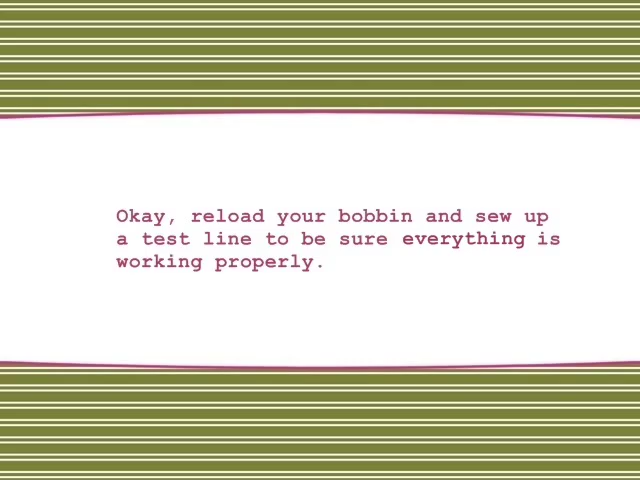 Okay, reload your bobbin and sew up
a test line to be sure everything is
working properly.